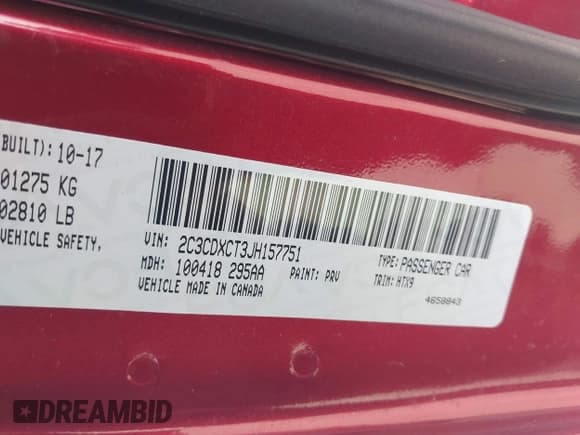 (BUILT): 10-17
01275 KG
02810 LB
VEHICLE SAFETY,
VIN: 2C3CDXCT3JH157751
TYPE: PASSENGER CAR
MDH: 100418 295AA
PAINT: PRV
TRIM: HTX9
VEHICLE MADE IN CANADA
4658843
DREAMBID